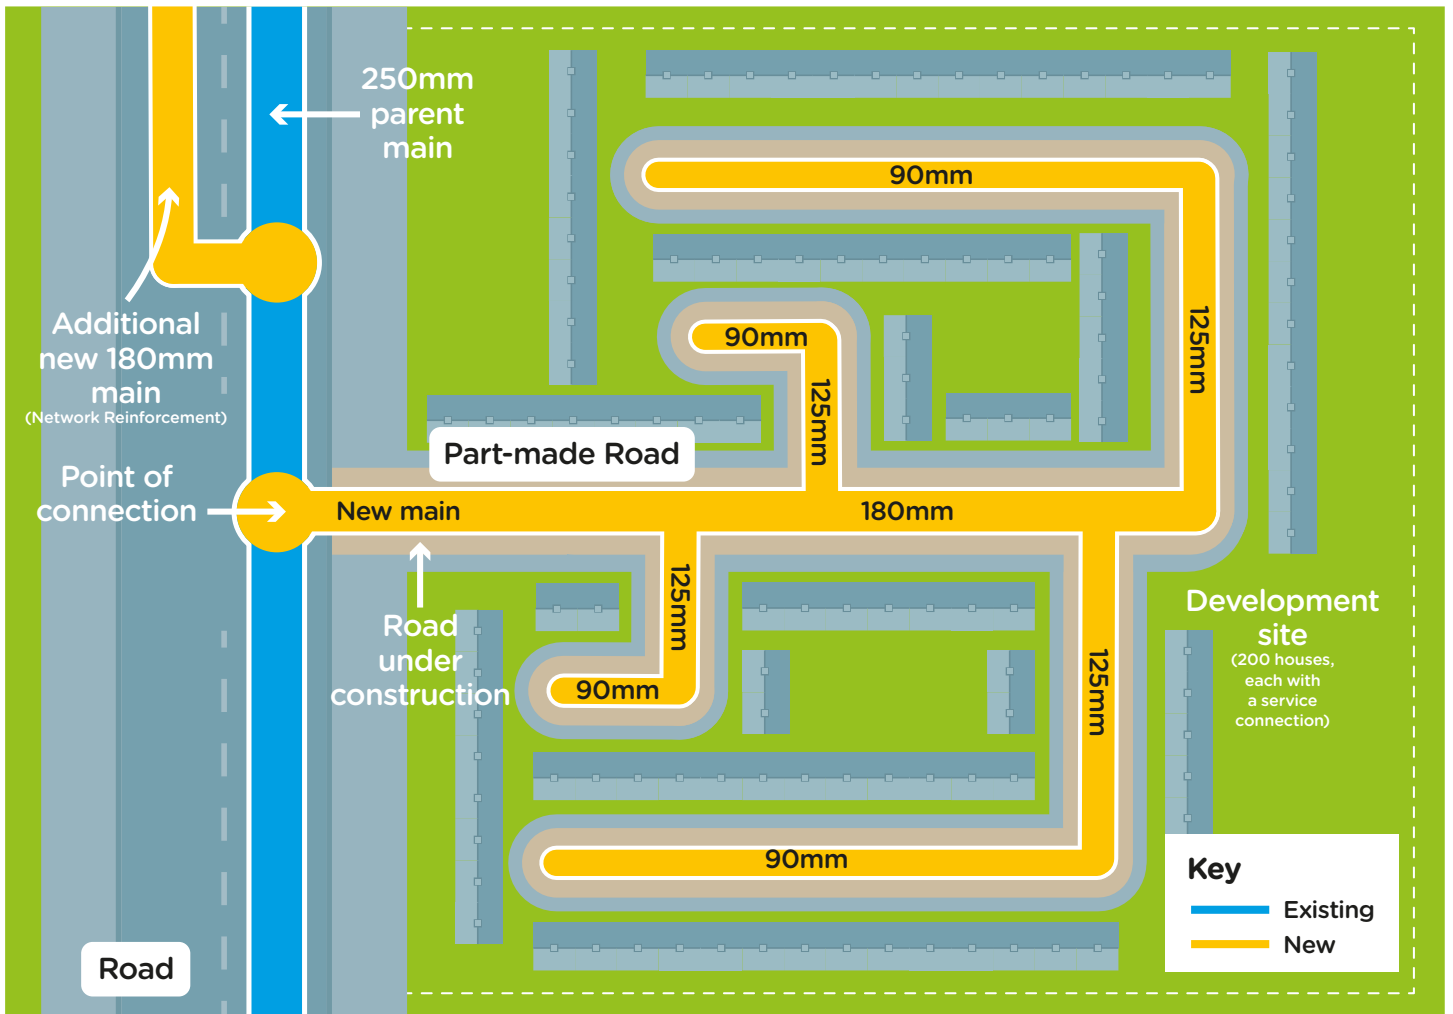 250mm
parent
main
90mm
Additional
new 180mm
main
(Network Reinforcement)
90mm
125mm
125mm
Part-made Road
Point of
connection
New main
180mm
125mm
Road
under
construction
90mm
125mm
Development
site
(200 houses,
each with
a service
connection)
90mm
Road
Key
Existing
New